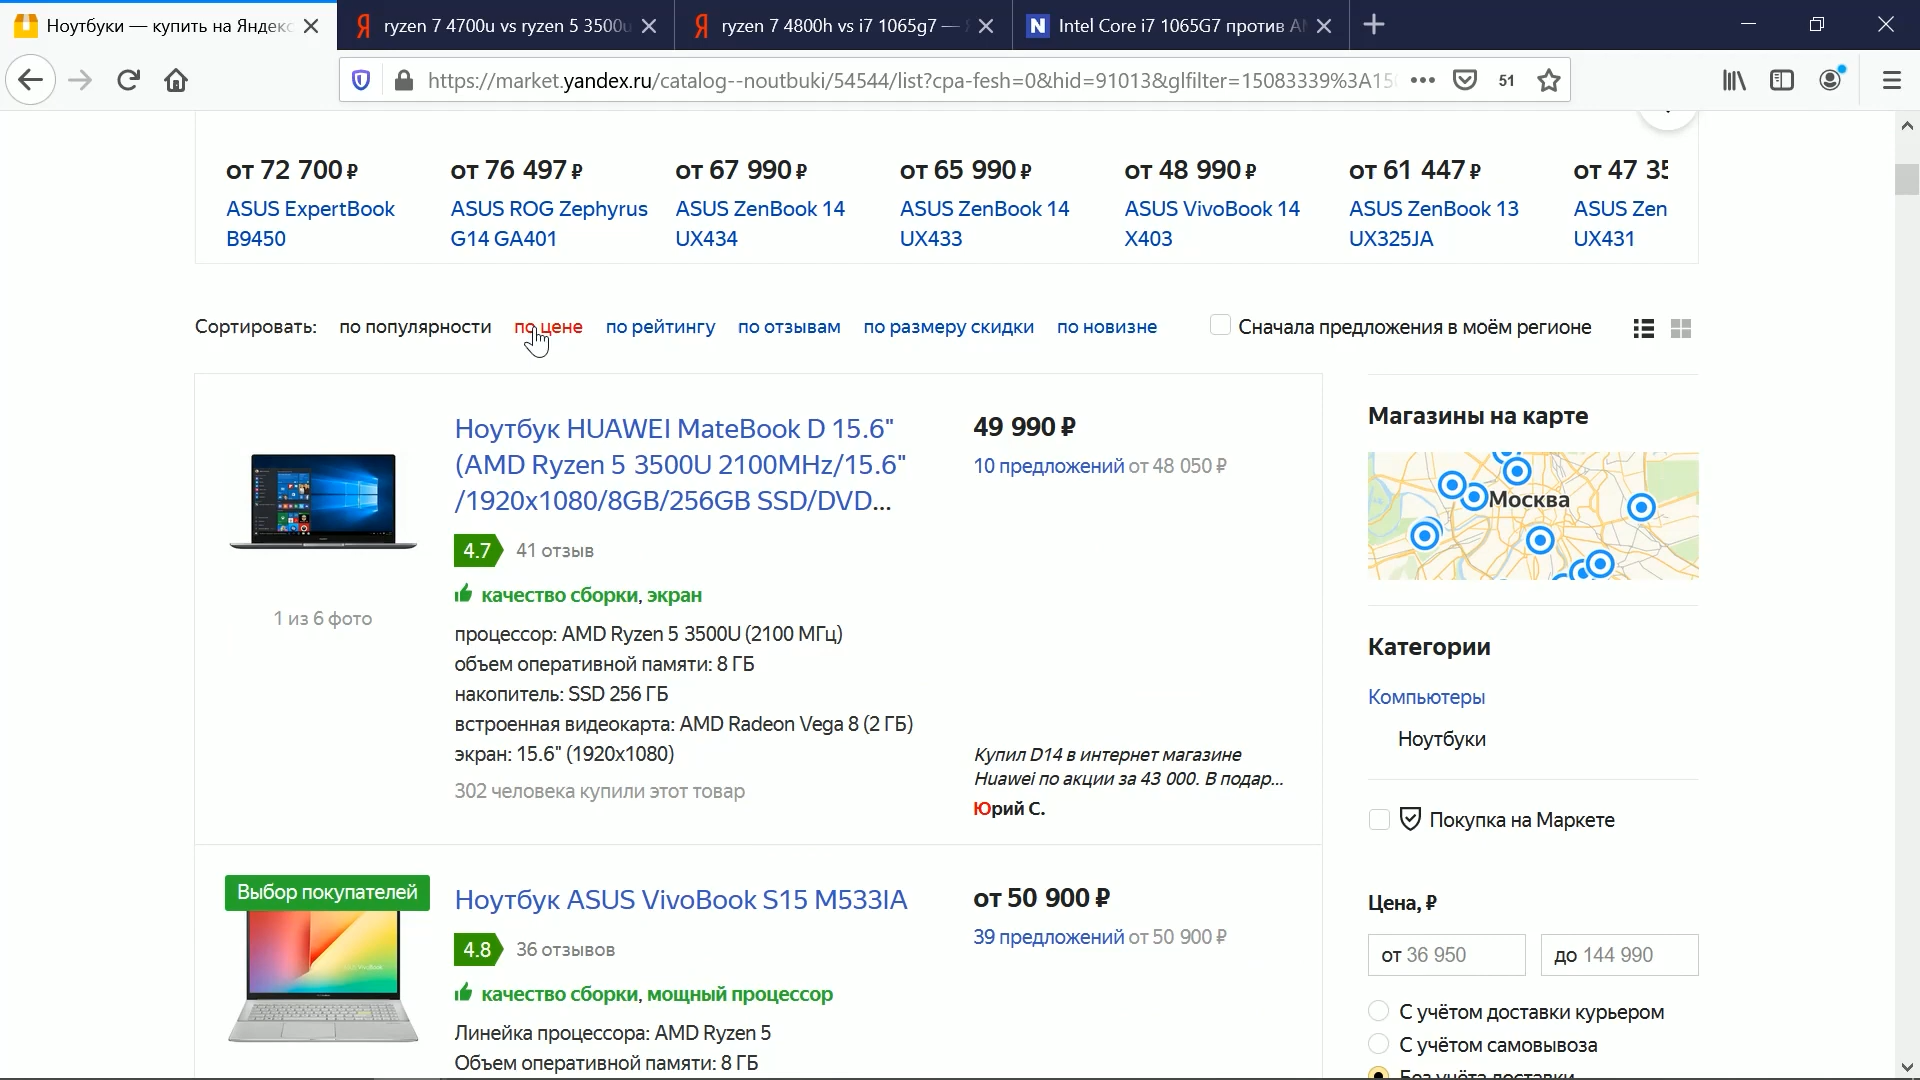 Ноутбуки — купить на Яндекс
ryzen 7 4700u vs ryzen 5 3500u
ryzen 7 4800h vs i7 1065g7 —
Intel Core i7 1065G7 против AM
https://market.yandex.ru/catalog--noutbuki/54544/list?cpa-fesh=0&hid=91013&glfilter=15083339%3A150
51
от 72 700 ₽
ASUS ExpertBook
B9450
от 76 497 ₽
ASUS ROG Zephyrus
G14 GA401
от 67 990 ₽
ASUS ZenBook 14
UX434
от 65 990 ₽
ASUS ZenBook 14
UX433
от 48 990 ₽
ASUS VivoBook 14
X403
от 61 447 ₽
ASUS ZenBook 13
UX325JA
от 47 35
ASUS Zen
UX431
Сортировать: по популярности по цене по рейтингу по отзывам по размеру скидки по новизне
Сначала предложения в моём регионе
Ноутбук HUAWEI MateBook D 15.6"
(AMD Ryzen 5 3500U 2100MHz/15.6"
/1920x1080/8GB/256GB SSD/DVD...
4.7 41 отзыв
качество сборки, экран
процессор: AMD Ryzen 5 3500U (2100 МГц)
объем оперативной памяти: 8 ГБ
накопитель: SSD 256 ГБ
встроенная видеокарта: AMD Radeon Vega 8 (2 ГБ)
экран: 15.6" (1920x1080)
302 человека купили этот товар
1 из 6 фото
49 990 ₽
10 предложений от 48 050 ₽
Купил D14 в интернет магазине
Huawei по акции за 43 000. В подар...
Юрий С.
Выбор покупателей
Ноутбук ASUS VivoBook S15 M533IA
4.8 36 отзывов
качество сборки, мощный процессор
Линейка процессора: AMD Ryzen 5
Объем оперативной памяти: 8 ГБ
от 50 900 ₽
39 предложений от 50 900 ₽
Магазины на карте
Москва
Категории
Компьютеры
Ноутбуки
Покупка на Маркете
Цена, ₽
от 36 950
до 144 990
С учётом доставки курьером
С учётом самовывоза
Без учёта доставки